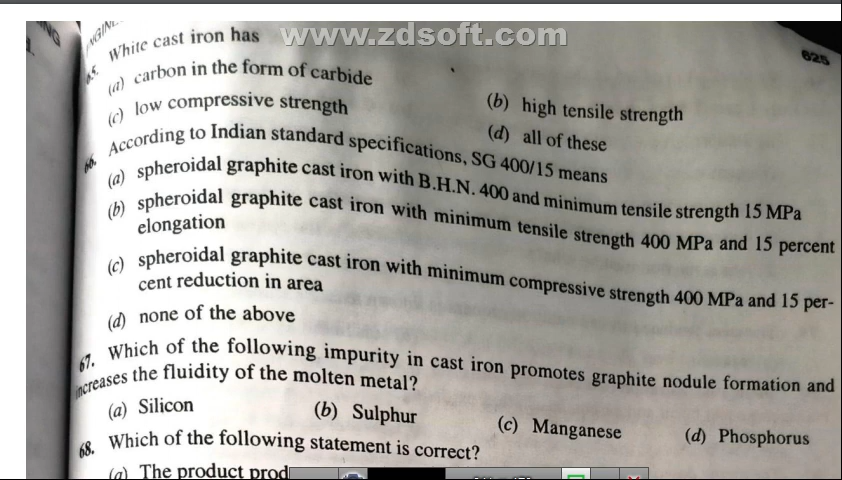 NG
ENGIN
www.zdsoft.com
625
65. White cast iron has
(a) carbon in the form of carbide
(b) high tensile strength
(c) low compressive strength
(d) all of these
66. According to Indian standard specifications, SG 400/15 means
(a) spheroidal graphite cast iron with B.H.N. 400 and minimum tensile strength 15 MPa
(b) spheroidal graphite cast iron with minimum tensile strength 400 MPa and 15 percent
elongation
(c) spheroidal graphite cast iron with minimum compressive strength 400 MPa and 15 per-
cent reduction in area
(d) none of the above
67. Which of the following impurity in cast iron promotes graphite nodule formation and
increases the fluidity of the molten metal?
(a) Silicon (b) Sulphur (c) Manganese (d) Phosphorus
68. Which of the following statement is correct?
(a) The product prod